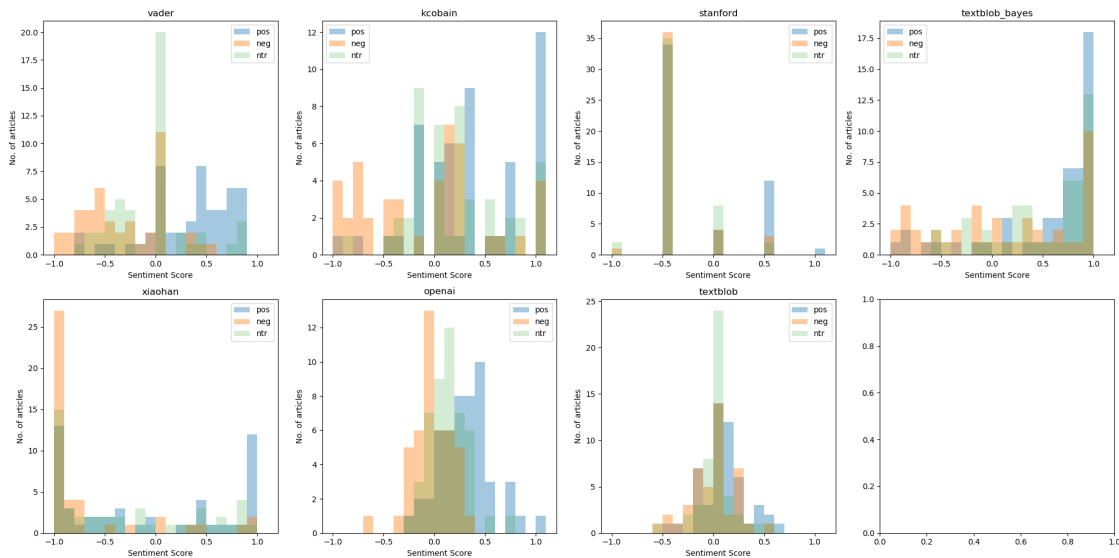 vader
No. of articles
20.0
17.5
15.0
12.5
10.0
7.5
5.0
2.5
0.0
pos
neg
ntr
−1.0 −0.5 0.0 0.5 1.0
Sentiment Score
kcobain
No. of articles
12
10
8
6
4
2
0
pos
neg
ntr
−1.0 −0.5 0.0 0.5 1.0
Sentiment Score
stanford
No. of articles
35
30
25
20
15
10
5
0
pos
neg
ntr
−1.0 −0.5 0.0 0.5 1.0
Sentiment Score
textblob_bayes
No. of articles
17.5
15.0
12.5
10.0
7.5
5.0
2.5
0.0
pos
neg
ntr
−1.0 −0.5 0.0 0.5 1.0
Sentiment Score
xiaohan
No. of articles
25
20
15
10
5
0
pos
neg
ntr
−1.0 −0.5 0.0 0.5 1.0
Sentiment Score
openai
No. of articles
12
10
8
6
4
2
0
pos
neg
ntr
−1.0 −0.5 0.0 0.5 1.0
Sentiment Score
textblob
No. of articles
25
20
15
10
5
0
pos
neg
ntr
−1.0 −0.5 0.0 0.5 1.0
Sentiment Score
1.0
0.8
0.6
0.4
0.2
0.0
0.0 0.2 0.4 0.6 0.8 1.0